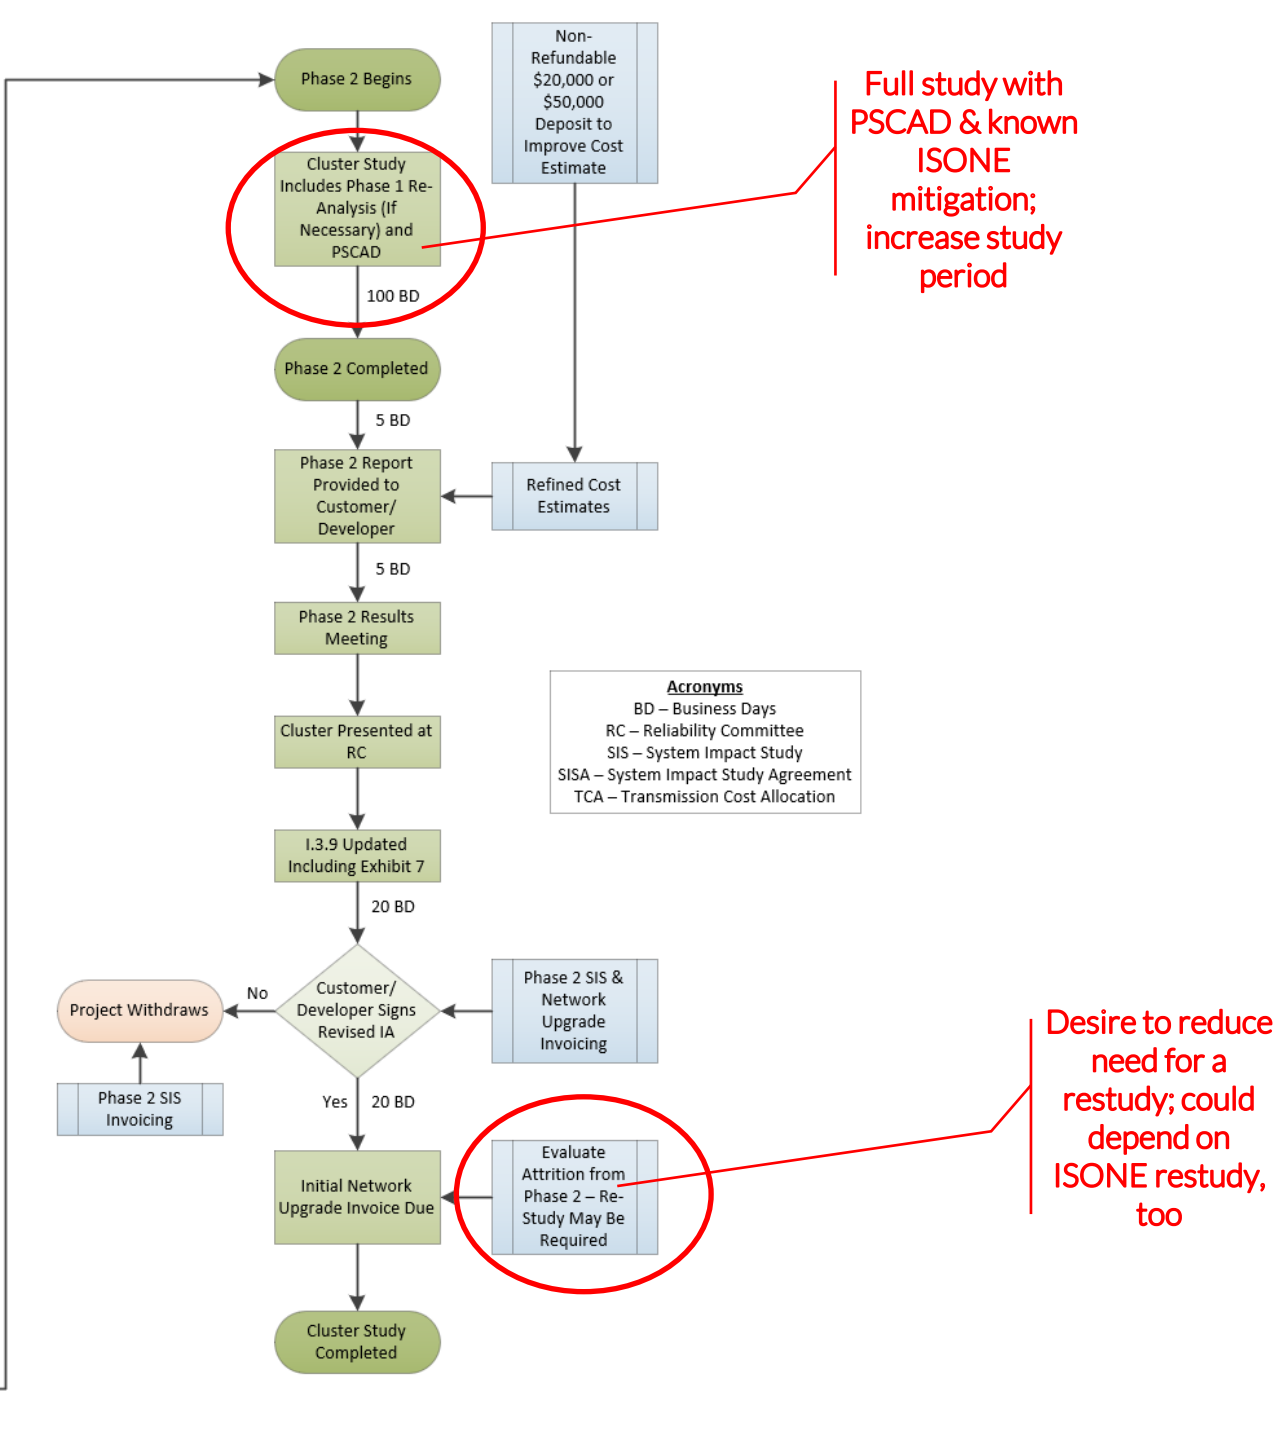 Phase 2 Begins
Non-
Refundable
$20,000 or
$50,000
Deposit to
Improve Cost
Estimate
Full study with
PSCAD & known
ISONE
mitigation;
increase study
period
Cluster Study
Includes Phase 1 Re-
Analysis (If
Necessary) and
PSCAD
100 BD
Phase 2 Completed
5 BD
Phase 2 Report
Provided to
Customer/
Developer
Refined Cost
Estimates
5 BD
Phase 2 Results
Meeting
Cluster Presented at
RC
Acronyms
BD – Business Days
RC – Reliability Committee
SIS – System Impact Study
SISA – System Impact Study Agreement
TCA – Transmission Cost Allocation
I.3.9 Updated
Including Exhibit 7
20 BD
Customer/
Developer Signs
Revised IA
No
Project Withdraws
Phase 2 SIS &
Network
Upgrade
Invoicing
Phase 2 SIS
Invoicing
Yes
20 BD
Desire to reduce
need for a
restudy; could
depend on
ISONE restudy,
too
Initial Network
Upgrade Invoice Due
Evaluate
Attrition from
Phase 2 – Re-
Study May Be
Required
Cluster Study
Completed